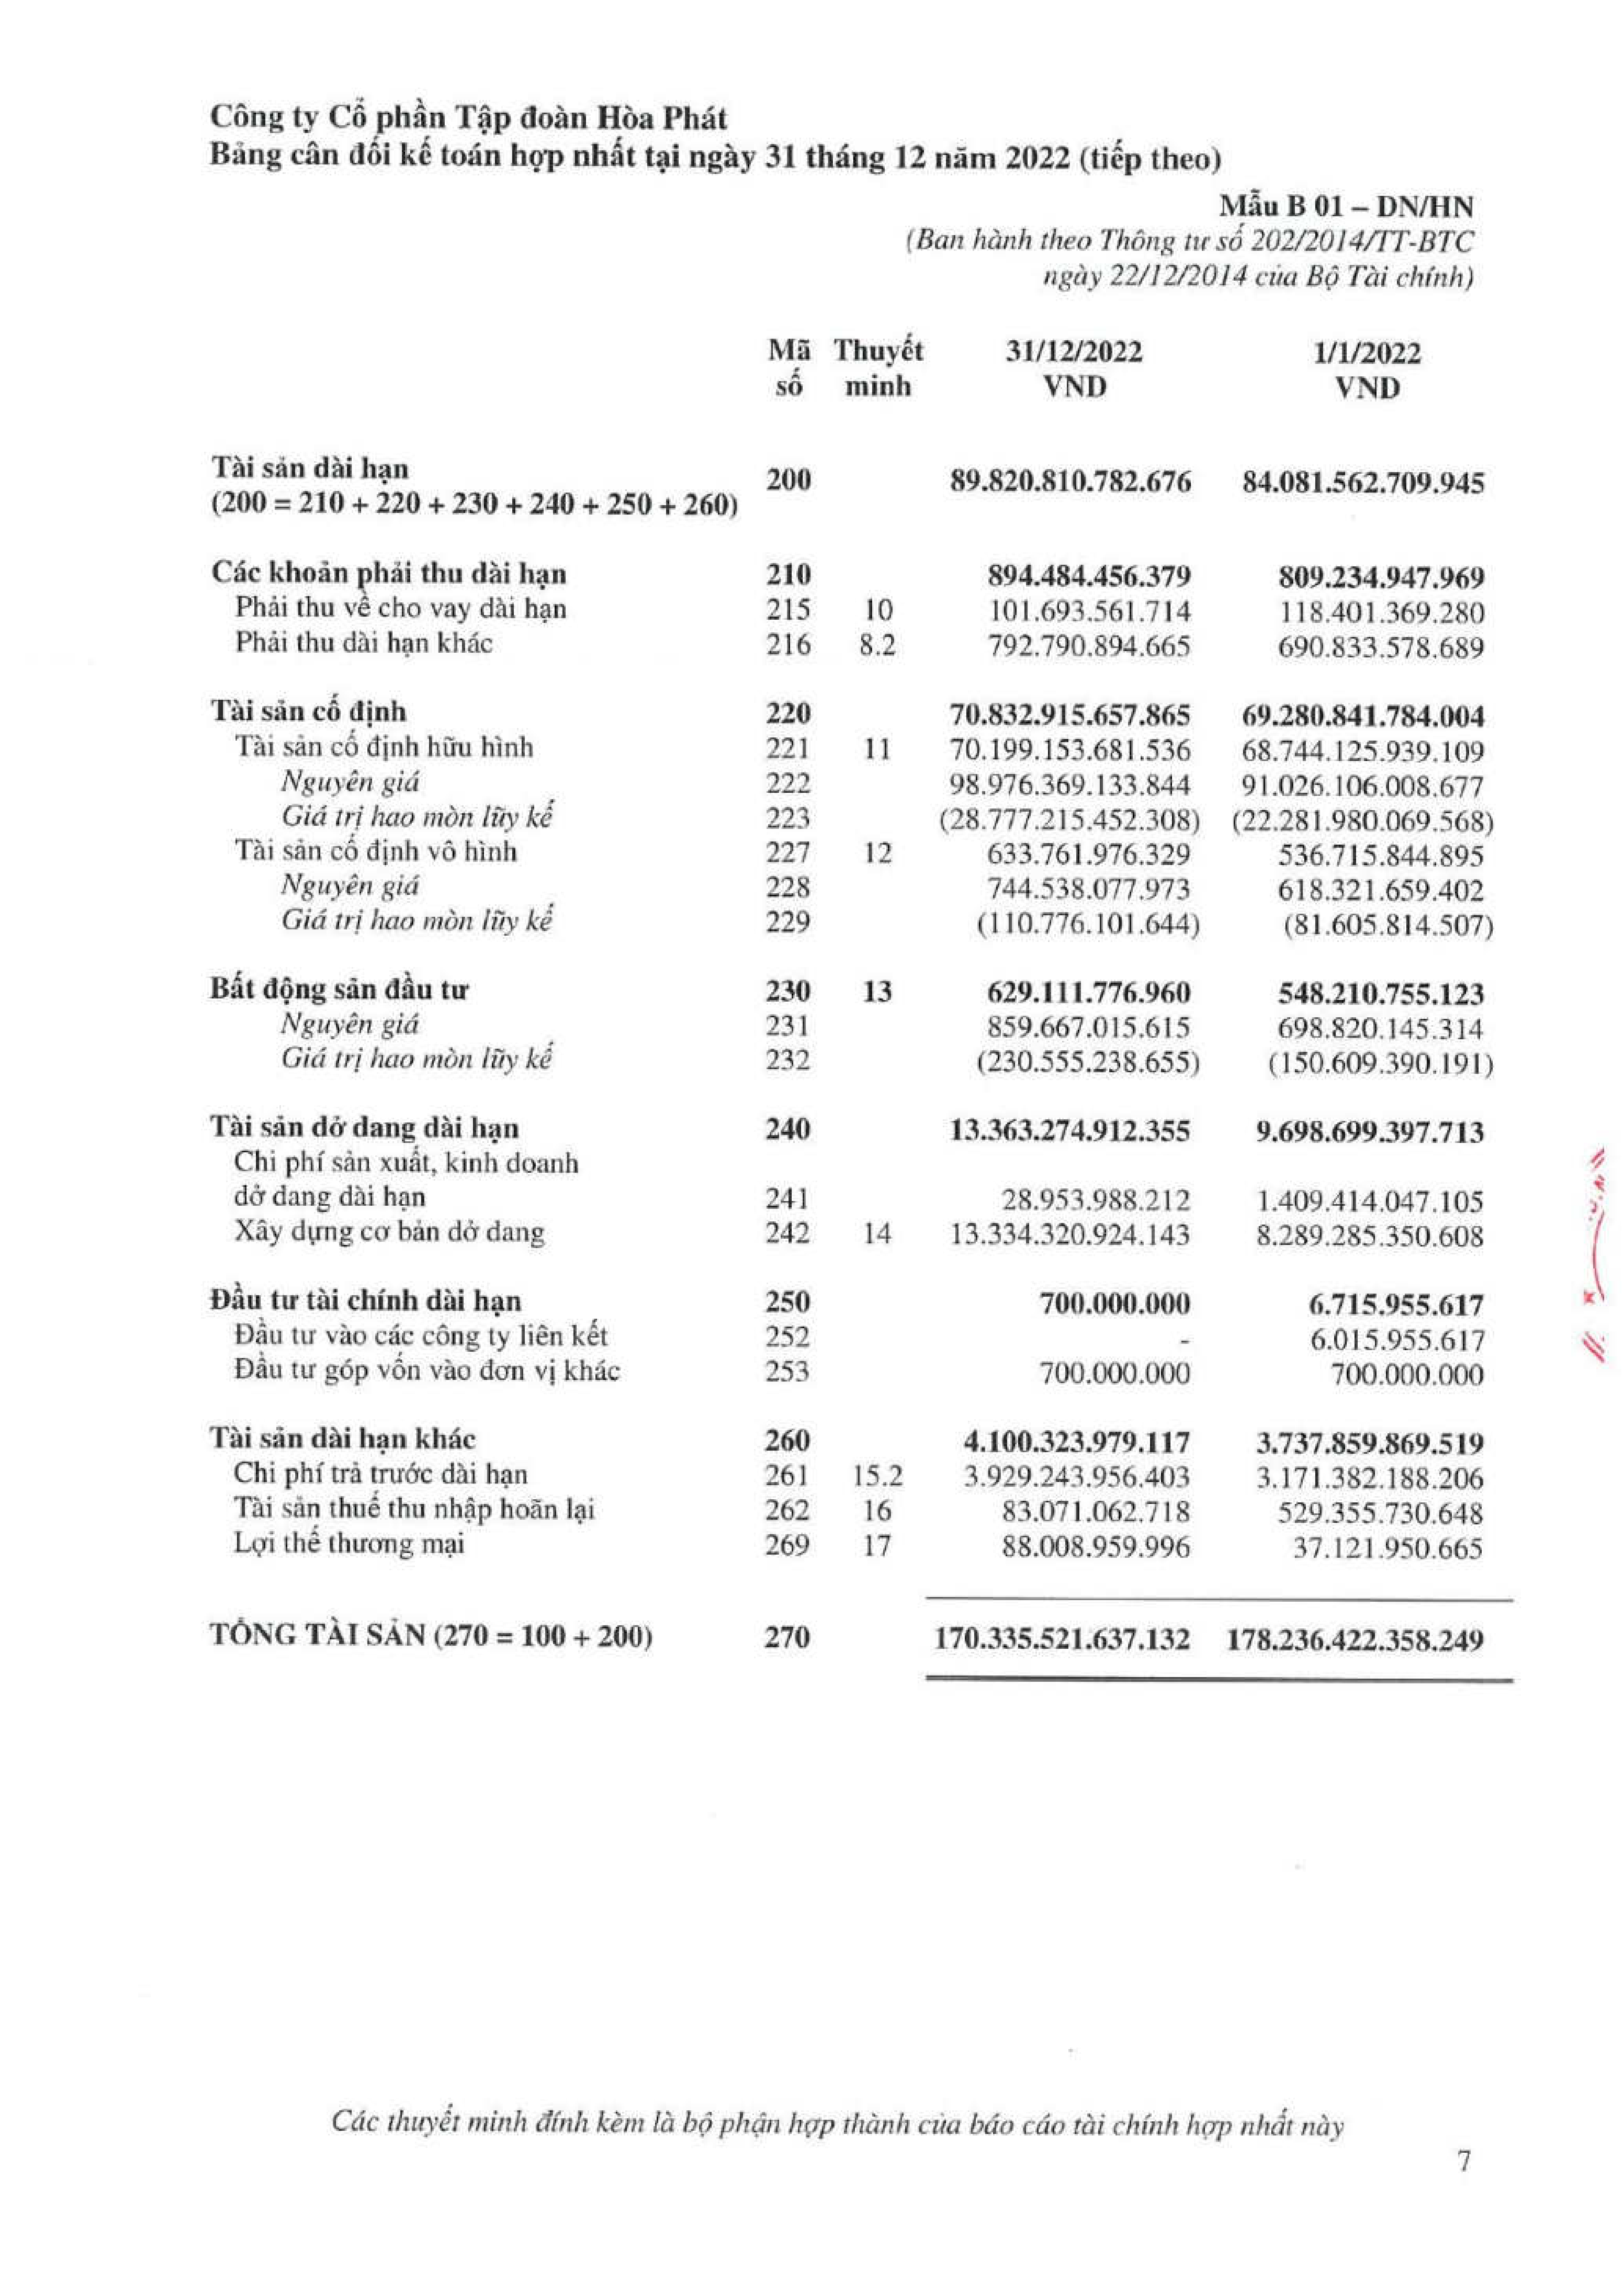 Công ty Cổ phần Tập đoàn Hòa Phát
Bảng cân đối kế toán hợp nhất tại ngày 31 tháng 12 năm 2022 (tiếp theo)
Mẫu B 01 – DN/HN
(Ban hành theo Thông tư số 202/2014/TT-BTC
ngày 22/12/2014 của Bộ Tài chính)
Mã Thuyết 31/12/2022 1/1/2022
số minh VND VND
Tài sản dài hạn
(200 = 210 + 220 + 230 + 240 + 250 + 260) 200 89.820.810.782.676 84.081.562.709.945
Các khoản phải thu dài hạn 210 894.484.456.379 809.234.947.969
Phải thu về cho vay dài hạn 215 10 101.693.561.714 118.401.369.280
Phải thu dài hạn khác 216 8.2 792.790.894.665 690.833.578.689
Tài sản cố định 220 70.832.915.657.865 69.280.841.784.004
Tài sản cố định hữu hình 221 11 70.199.153.681.536 68.744.125.939.109
Nguyên giá 222 98.976.369.133.844 91.026.106.008.677
Giá trị hao mòn lũy kế 223 (28.777.215.452.308) (22.281.980.069.568)
Tài sản cố định vô hình 227 12 633.761.976.329 536.715.844.895
Nguyên giá 228 744.538.077.973 618.321.659.402
Giá trị hao mòn lũy kế 229 (110.776.101.644) (81.605.814.507)
Bất động sản đầu tư 230 13 629.111.776.960 548.210.755.123
Nguyên giá 231 859.667.015.615 698.820.145.314
Giá trị hao mòn lũy kế 232 (230.555.238.655) (150.609.390.191)
Tài sản dở dang dài hạn 240 13.363.274.912.355 9.698.699.397.713
Chi phí sản xuất, kinh doanh
dở dang dài hạn 241 28.953.988.212 1.409.414.047.105
Xây dựng cơ bản dở dang 242 14 13.334.320.924.143 8.289.285.350.608
Đầu tư tài chính dài hạn 250 700.000.000 6.715.955.617
Đầu tư vào các công ty liên kết 252 - 6.015.955.617
Đầu tư góp vốn vào đơn vị khác 253 700.000.000 700.000.000
Tài sản dài hạn khác 260 4.100.323.979.117 3.737.859.869.519
Chi phí trả trước dài hạn 261 15.2 3.929.243.956.403 3.171.382.188.206
Tài sản thuế thu nhập hoãn lại 262 16 83.071.062.718 529.355.730.648
Lợi thế thương mại 269 17 88.008.959.996 37.121.950.665
TỔNG TÀI SẢN (270 = 100 + 200) 270 170.335.521.637.132 178.236.422.358.249
Các thuyết minh đính kèm là bộ phận hợp thành của báo cáo tài chính hợp nhất này
7